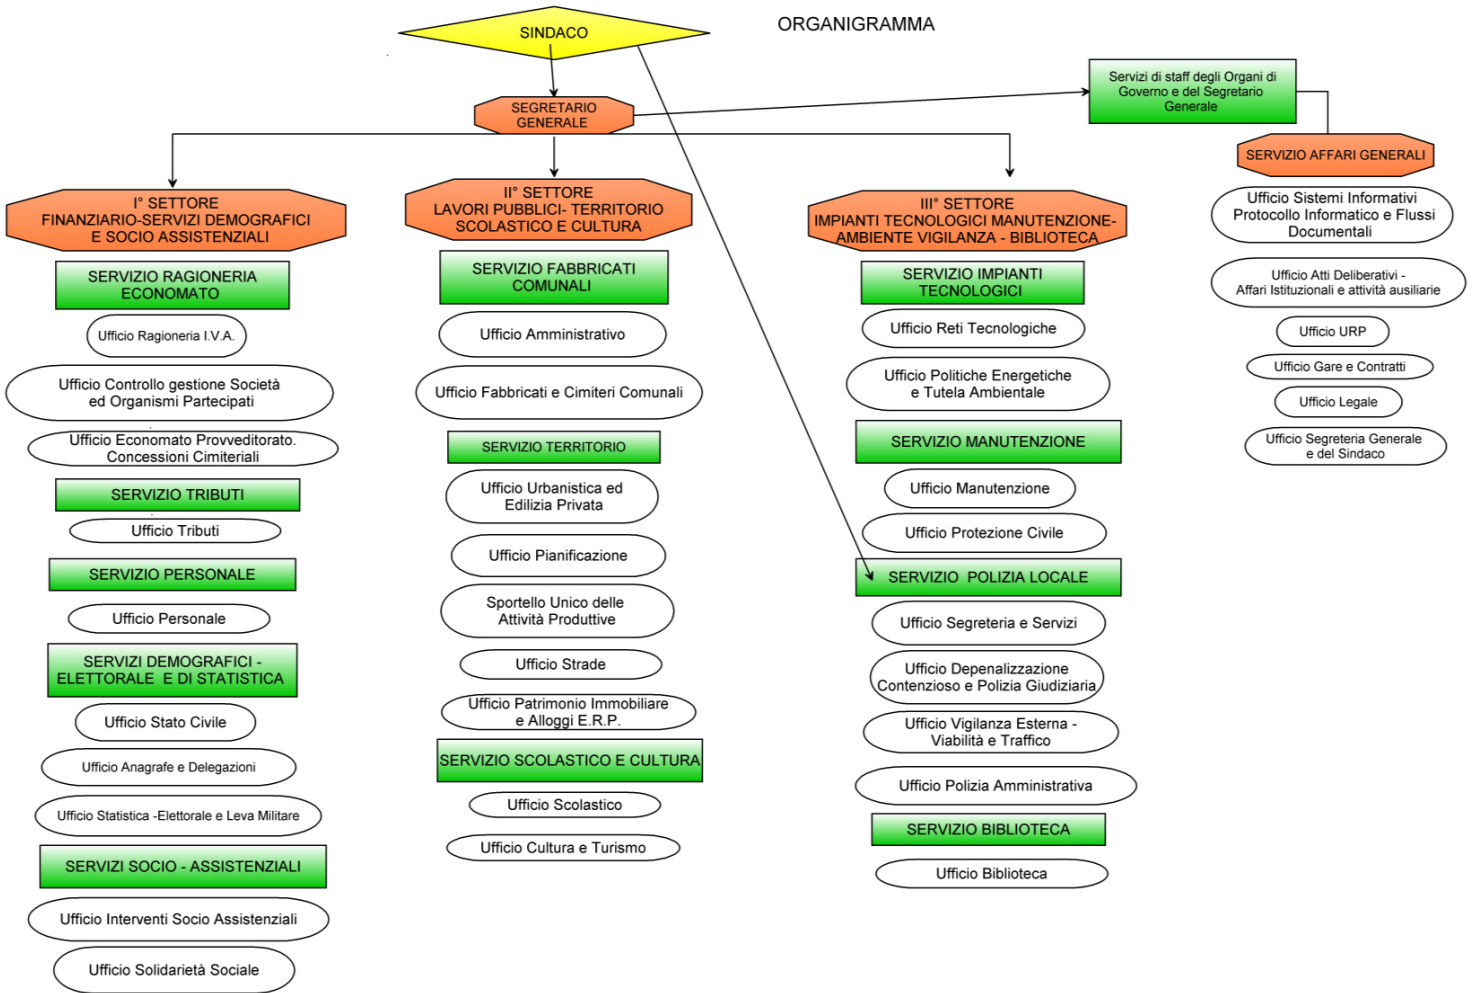 ORGANIGRAMMA
SINDACO
SEGRETARIO
GENERALE
Servizi di staff degli Organi di
Governo e del Segretario
Generale
SERVIZIO AFFARI GENERALI
Ufficio Sistemi Informativi
Protocollo Informatico e Flussi
Documentali
Ufficio Atti Deliberativi -
Affari Istituzionali e attività ausiliarie
Ufficio URP
Ufficio Gare e Contratti
Ufficio Legale
Ufficio Segreteria Generale
e del Sindaco
I° SETTORE
FINANZIARIO-SERVIZI DEMOGRAFICI
E SOCIO ASSISTENZIALI
SERVIZIO RAGIONERIA
ECONOMATO
Ufficio Ragioneria I.V.A.
Ufficio Controllo gestione Società
ed Organismi Partecipati
Ufficio Economato Provveditorato.
Concessioni Cimiteriali
SERVIZIO TRIBUTI
Ufficio Tributi
SERVIZIO PERSONALE
Ufficio Personale
SERVIZI DEMOGRAFICI -
ELETTORALE E DI STATISTICA
Ufficio Stato Civile
Ufficio Anagrafe e Delegazioni
Ufficio Statistica -Elettorale e Leva Militare
SERVIZI SOCIO - ASSISTENZIALI
Ufficio Interventi Socio Assistenziali
Ufficio Solidarietà Sociale
II° SETTORE
LAVORI PUBBLICI- TERRITORIO
SCOLASTICO E CULTURA
SERVIZIO FABBRICATI
COMUNALI
Ufficio Amministrativo
Ufficio Fabbricati e Cimiteri Comunali
SERVIZIO TERRITORIO
Ufficio Urbanistica ed
Edilizia Privata
Ufficio Pianificazione
Sportello Unico delle
Attività Produttive
Ufficio Strade
Ufficio Patrimonio Immobiliare
e Alloggi E.R.P.
SERVIZIO SCOLASTICO E CULTURA
Ufficio Scolastico
Ufficio Cultura e Turismo
III° SETTORE
IMPIANTI TECNOLOGICI MANUTENZIONE-
AMBIENTE VIGILANZA - BIBLIOTECA
SERVIZIO IMPIANTI
TECNOLOGICI
Ufficio Reti Tecnologiche
Ufficio Politiche Energetiche
e Tutela Ambientale
SERVIZIO MANUTENZIONE
Ufficio Manutenzione
Ufficio Protezione Civile
SERVIZIO POLIZIA LOCALE
Ufficio Segreteria e Servizi
Ufficio Depenalizzazione
Contenzioso e Polizia Giudiziaria
Ufficio Vigilanza Esterna -
Viabilità e Traffico
Ufficio Polizia Amministrativa
SERVIZIO BIBLIOTECA
Ufficio Biblioteca